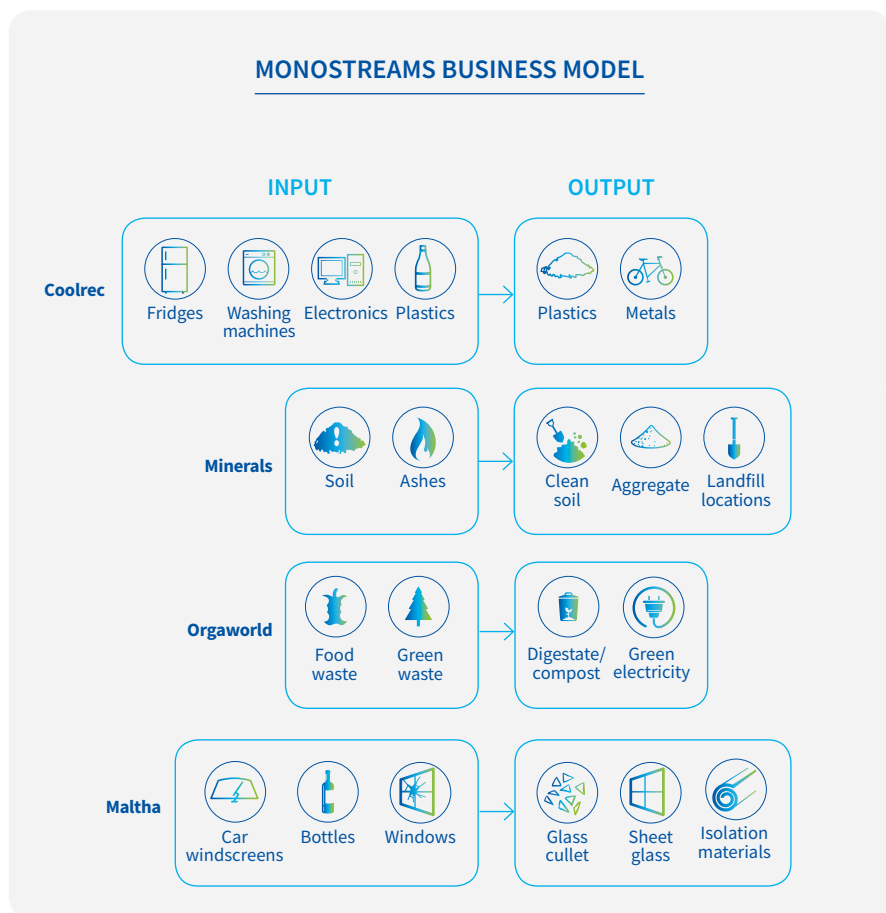 MONOSTREAMS BUSINESS MODEL
INPUT
OUTPUT
Coolrec
Fridges
Washing
machines
Electronics
Plastics
Plastics
Metals
Minerals
Soil
Ashes
Clean
soil
Aggregate
Landfill
locations
Orgaworld
Food
waste
Green
waste
Digestate/
compost
Green
electricity
Maltha
Car
windscreens
Bottles
Windows
Glass
cullet
Sheet
glass
Isolation
materials